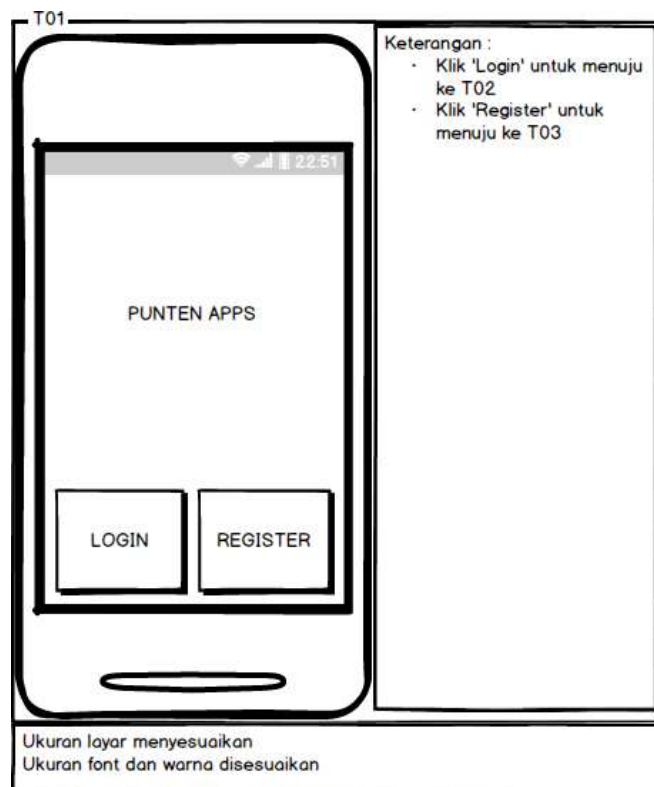 T01
22:51
PUNTEN APPS
LOGIN
REGISTER
Keterangan :
· Klik 'Login' untuk menuju
ke T02
· Klik 'Register' untuk
menuju ke T03
Ukuran layar menyesuaikan
Ukuran font dan warna disesuaikan